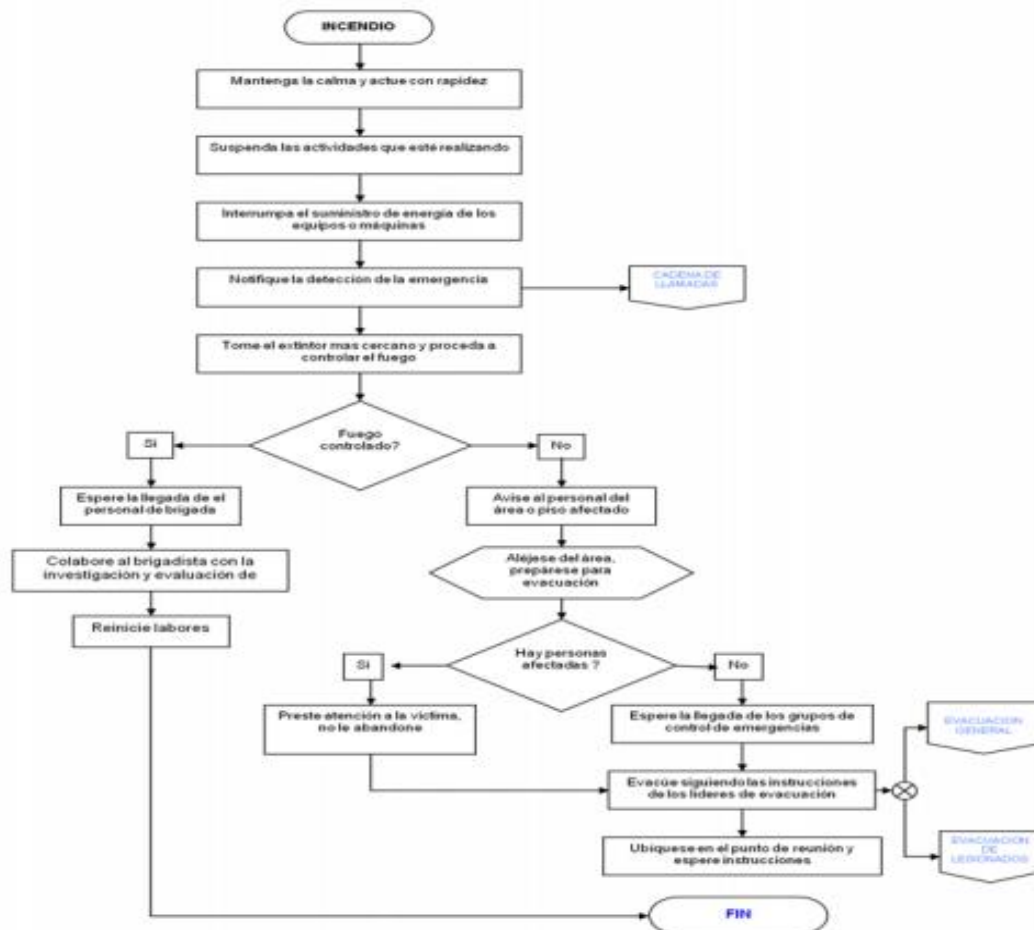 INCENDIO
Mantenga la calma y actue con rapidez
Suspenda las actividades que esté realizando
Interrumpa el suministro de energía de los
equipos o máquinas
Notifique la deteccion de la emergencia
CADENA DE
LLAMADAS
Tome el extintor mas cercano y proceda a
controlar el fuego
Fuego
controlado?
Si
No
Espere la llegada de el
personal de brigada
Avise al personal del
área o piso afectado
Colabore al brigadista con la
investigación y evaluación de
Aléjese del área,
prepárese para
evacuación
Reinicie labores
Hay personas
afectadas ?
Si
No
Preste atención a la víctima,
no le abandone
Espere la llegada de los grupos de
control de emergencias
EVACUACION
GENERAL
Evacúe siguiendo las instrucciones
de los líderes de evacuación
Ubíquese en el punto de reunión y
espere instrucciones
EVACUACION
DE
LESIONADOS
FIN